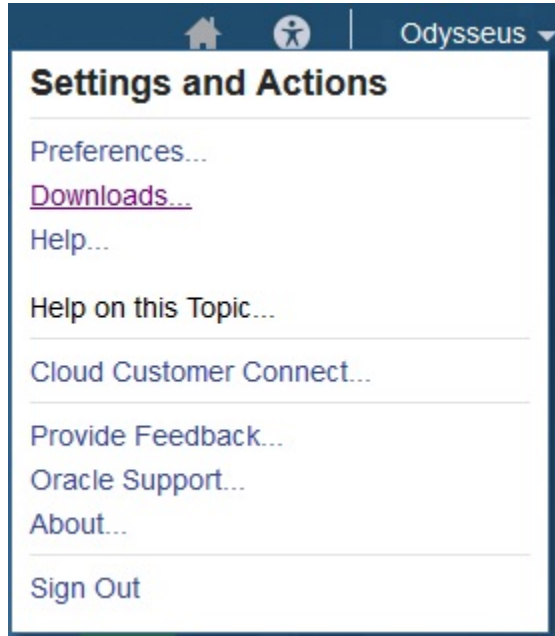 Odysseus
Settings and Actions
Preferences...
Downloads...
Help...
Help on this Topic...
Cloud Customer Connect...
Provide Feedback...
Oracle Support...
About...
Sign Out